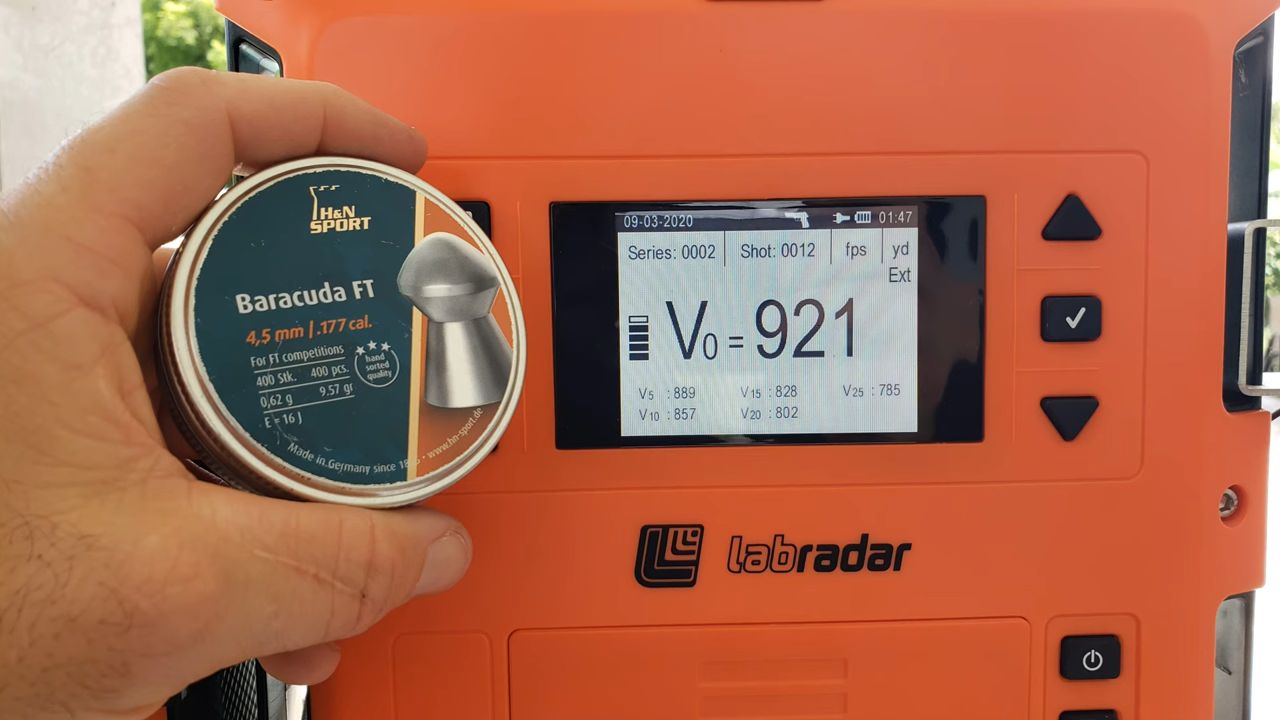 H&N
SPORT
Baracuda FT
4,5 mm | .177 cal.
For FT competitions
400 Stk. 400 pcs.
0,62 g 9.57 gr
E = 16 J
hand
sorted
quality
Made in Germany since
• www.hn-sport.de
09-03-2020 01:47
Series: 0002 Shot: 0012 fps yd
Ext
V0 = 921
V5 : 889 V15 : 828 V25 : 785
V10 : 857 V20 : 802
labradar